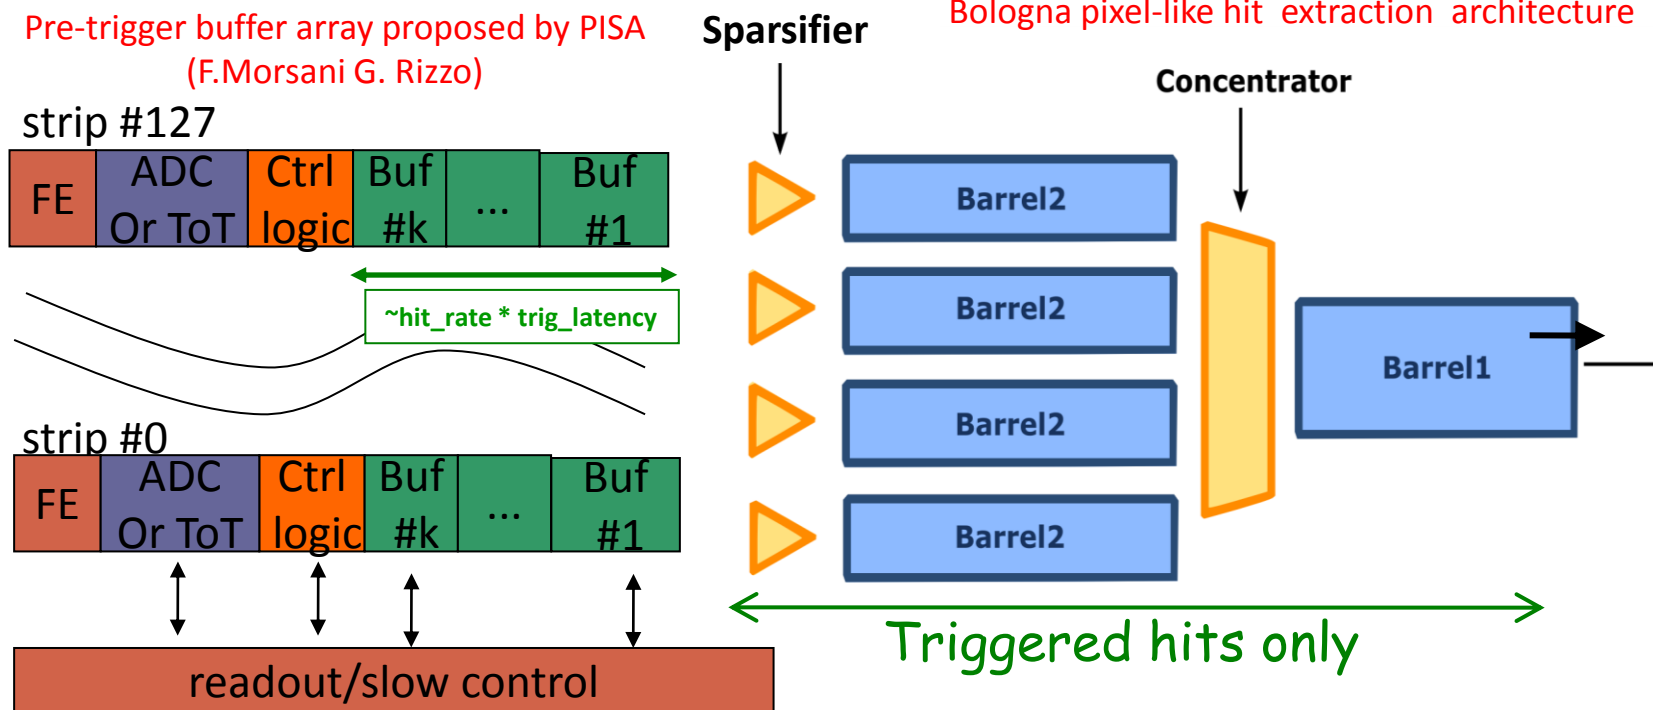 Pre-trigger buffer array proposed by PISA
(F.Morsani G. Rizzo)
strip #127
FE
ADC
Or ToT
Ctrl
logic
Buf
#k
...
Buf
#1
~hit_rate * trig_latency
strip #0
FE
ADC
Or ToT
Ctrl
logic
Buf
#k
...
Buf
#1
readout/slow control
Bologna pixel-like hit extraction architecture
Sparsifier
Concentrator
Barrel2
Barrel2
Barrel2
Barrel2
Barrel1
Triggered hits only